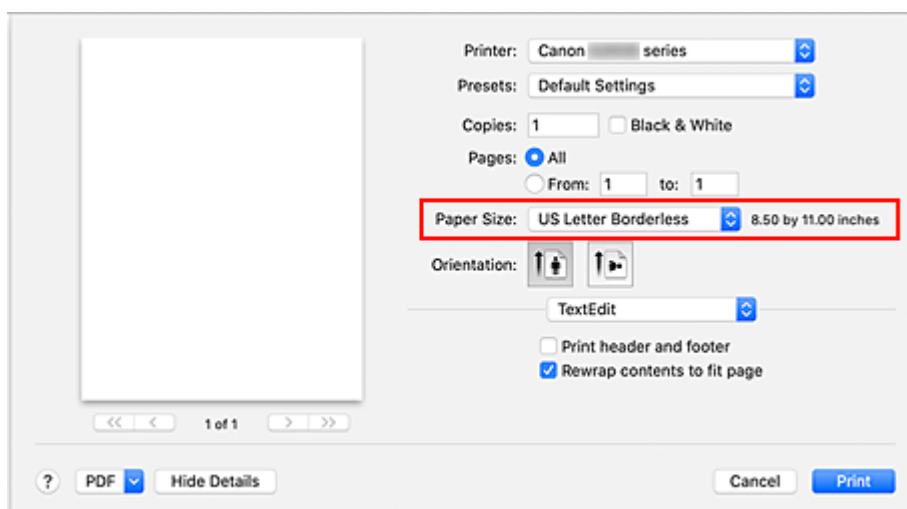 Printer: Canon series
Presets: Default Settings
Copies: 1 Black & White
Pages: All
From: 1 to: 1
Paper Size: US Letter Borderless 8.50 by 11.00 inches
Orientation:
TextEdit
Print header and footer
Rewrap contents to fit page
<< < 1 of 1 > >>
? PDF Hide Details Cancel Print